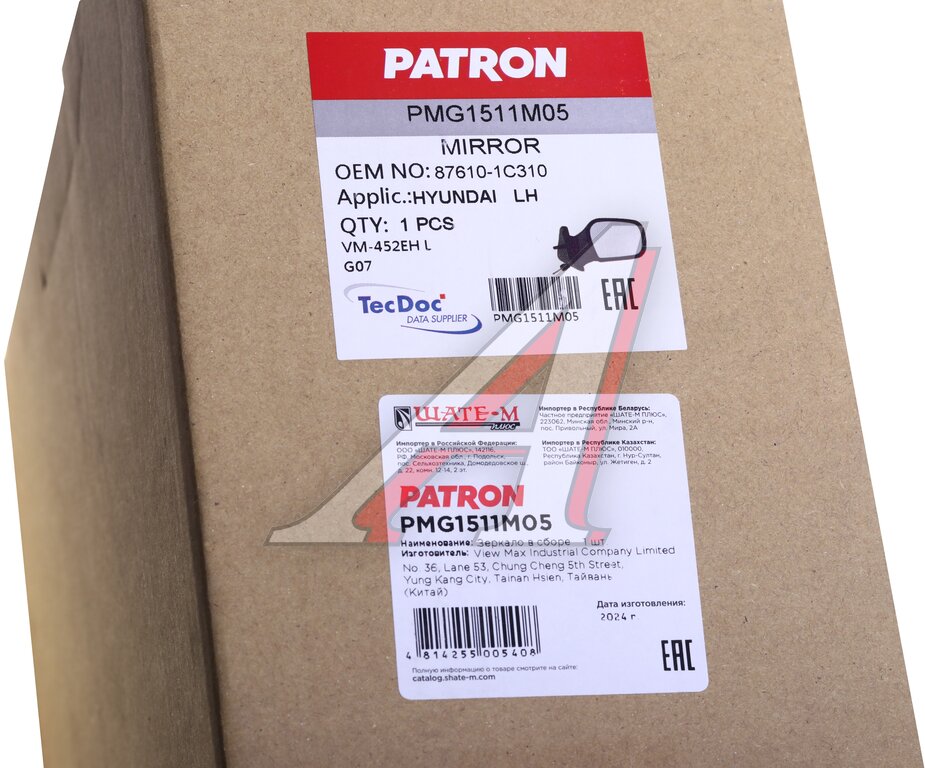 PATRON
PMG1511M05
MIRROR
OEM NO: 87610-1C310
Applic.:HYUNDAI LH
QTY: 1 PCS
VM-452EH L
G07
TecDoc
DATA SUPPLIER
PMG1511M05
EAC
ШАТЕ-М
ПЛЮС
Импортер в Российской Федерации:
ООО «ШАТЕ-М ПЛЮС», 142116,
РФ, Московская обл., г. Подольск,
пос. Сельхозтехника, Домодедовское ш.,
д. 22, комн. 12-14, 2 эт.
Импортер в Республике Беларусь:
Частное предприятие «ШАТЕ-М ПЛЮС»,
223062, Минская обл., Минский р-н,
пос. Привольный, ул. Мира, 2А
Импортер в Республике Казахстан:
ТОО «ШАТЕ-М ПЛЮС», 010000,
Республика Казахстан, г. Нур-Султан,
район Байконыр, ул. Жетиген, д. 2
PATRON
PMG1511M05
Наименование: Зеркало в сборе 1 шт
Изготовитель: View Max Industrial Company Limited
No. 36, Lane 53, Chung Cheng 5th Street,
Yung Kang City, Tainan Hsien, Тайвань
(Китай)
Дата изготовления:
2024 г
4 814255 005408
EAC
Полную информацию о товаре смотрите на сайте:
catalog.shate-m.com